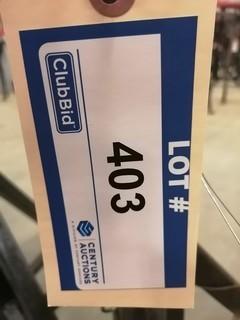 LOT #
403
ClubBid
CENTURY
AUCTIONS